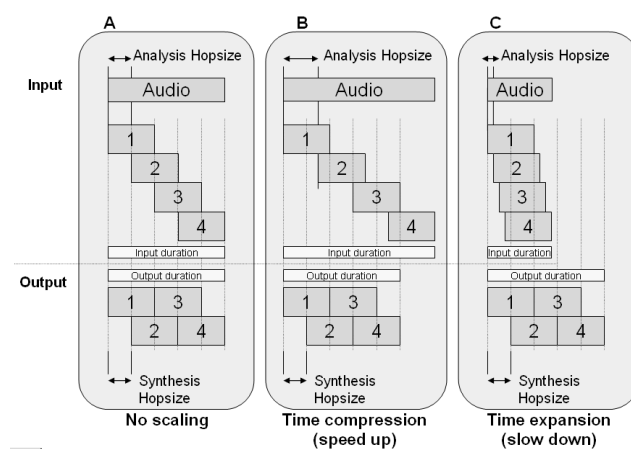 A
B
C
Analysis Hopsize
Analysis Hopsize
Analysis Hopsize
Input
Audio
Audio
Audio
1
1
1
2
2
2
3
3
3
4
4
4
Input duration
Input duration
Input duration
Output
Output duration
Output duration
Output duration
1 3
1 3
1 3
2 4
2 4
2 4
Synthesis
Hopsize
Synthesis
Hopsize
Synthesis
Hopsize
No scaling
Time compression
(speed up)
Time expansion
(slow down)